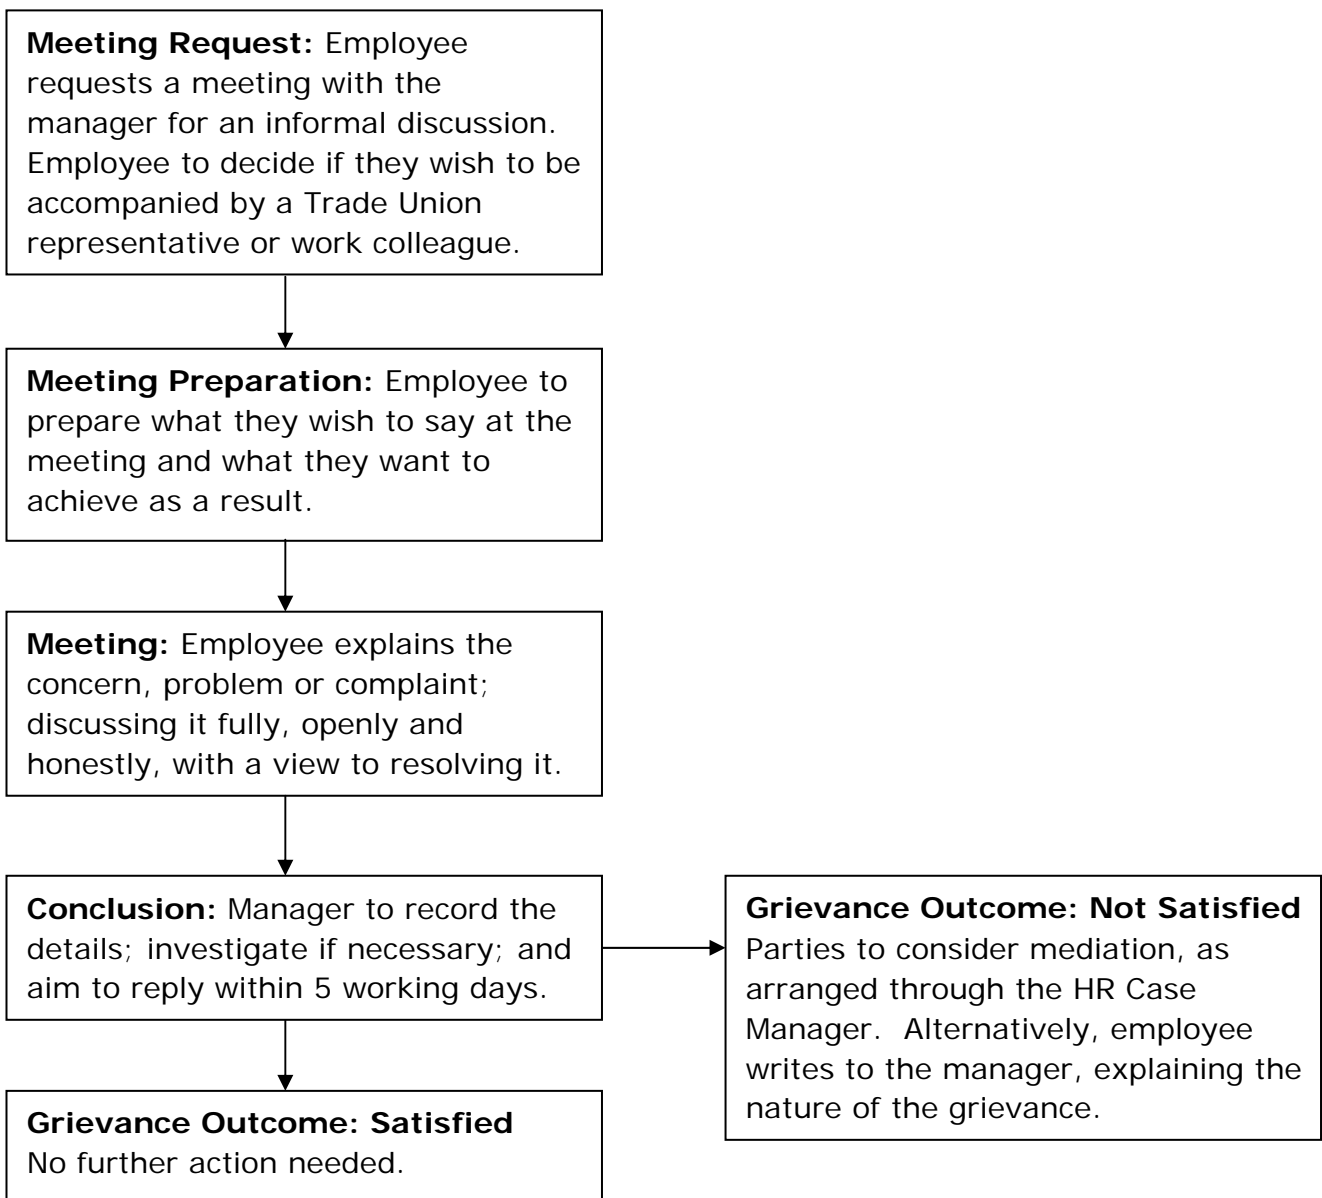 Meeting Request: Employee
requests a meeting with the
manager for an informal discussion.
Employee to decide if they wish to be
accompanied by a Trade Union
representative or work colleague.
Meeting Preparation: Employee to
prepare what they wish to say at the
meeting and what they want to
achieve as a result.
Meeting: Employee explains the
concern, problem or complaint;
discussing it fully, openly and
honestly, with a view to resolving it.
Conclusion: Manager to record the
details; investigate if necessary; and
aim to reply within 5 working days.
Grievance Outcome: Not Satisfied
Parties to consider mediation, as
arranged through the HR Case
Manager.  Alternatively, employee
writes to the manager, explaining the
nature of the grievance.
Grievance Outcome: Satisfied
No further action needed.